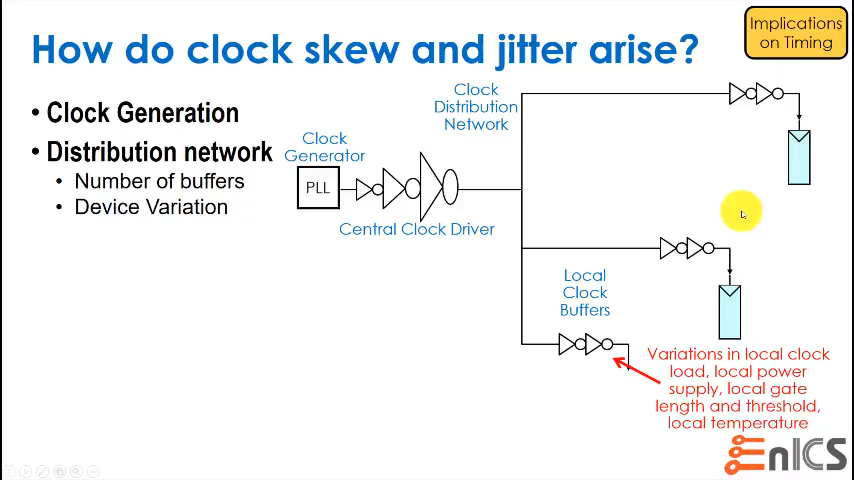 Implications
on Timing
How do clock skew and jitter arise?
• Clock Generation
• Distribution network
• Number of buffers
• Device Variation
Clock
Generator
PLL
Central Clock Driver
Clock
Distribution
Network
Local
Clock
Buffers
Variations in local clock
load, local power
supply, local gate
length and threshold,
local temperature
EnICS